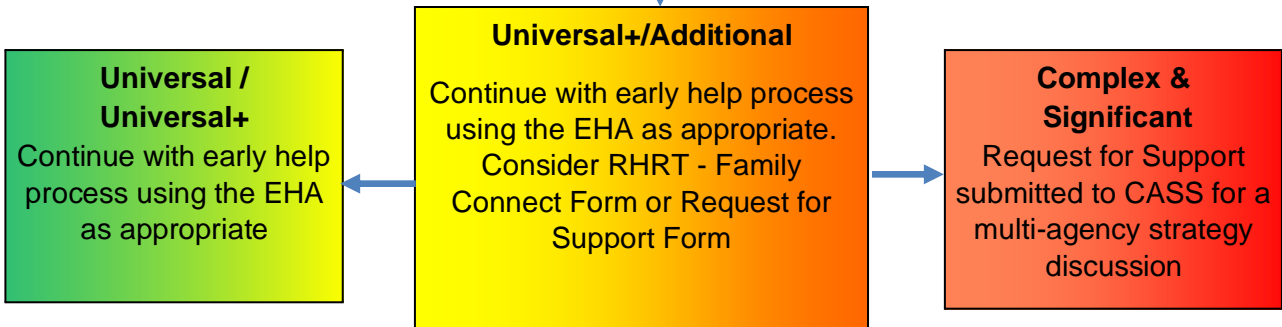 Universal /
Universal+
Continue with early help
process using the EHA
as appropriate
Universal+/Additional
Continue with early help process
using the EHA as appropriate.
Consider RHRT - Family
Connect Form or Request for
Support Form
Complex &
Significant
Request for Support
submitted to CASS for a
multi-agency strategy
discussion